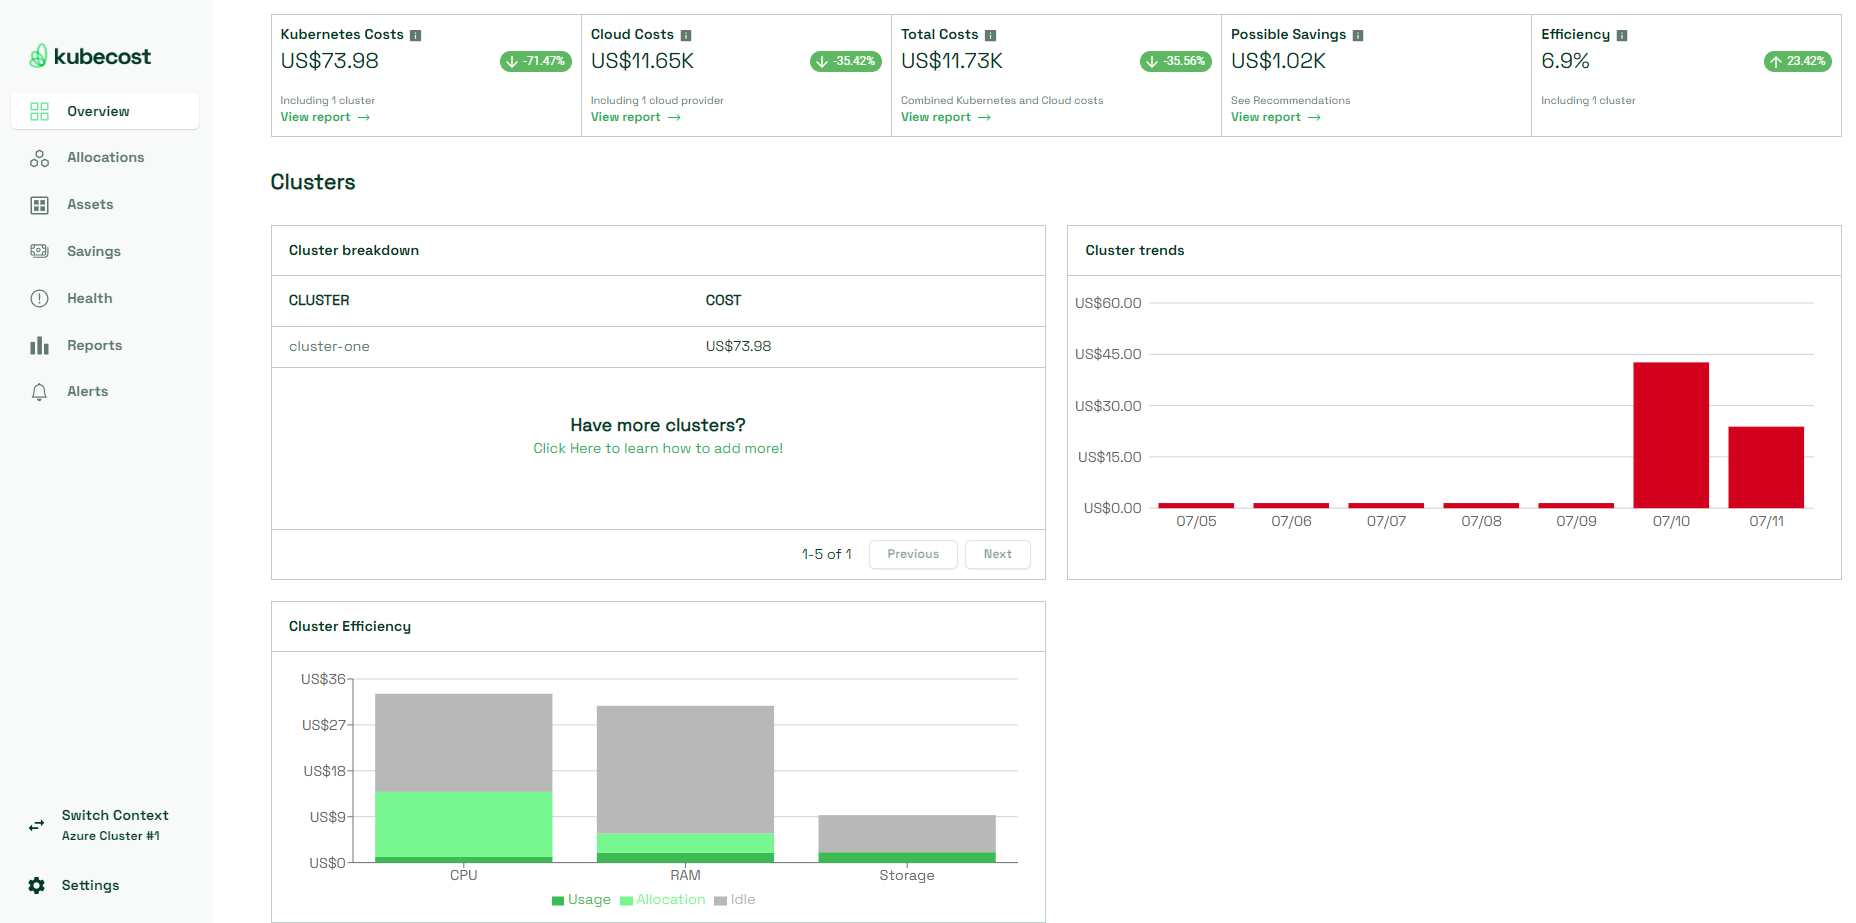 kubecost
Overview
Allocations
Assets
Savings
Health
Reports
Alerts
Switch Context
Azure Cluster #1
Settings
Kubernetes Costs
US$73.98
-71.47%
Including 1 cluster
View report →
Cloud Costs
US$11.65K
-35.42%
Including 1 cloud provider
View report →
Total Costs
US$11.73K
-35.56%
Combined Kubernetes and Cloud costs
View report →
Possible Savings
US$1.02K
See Recommendations
View report →
Efficiency
6.9%
23.42%
Including 1 cluster
Clusters
Cluster breakdown
CLUSTER COST
cluster-one US$73.98
Have more clusters?
Click Here to learn how to add more!
1-5 of 1 Previous Next
Cluster trends
US$60.00
US$45.00
US$30.00
US$15.00
US$0.00
07/05 07/06 07/07 07/08 07/09 07/10 07/11
Cluster Efficiency
US$36
US$27
US$18
US$9
US$0
CPU RAM Storage
Usage Allocation Idle